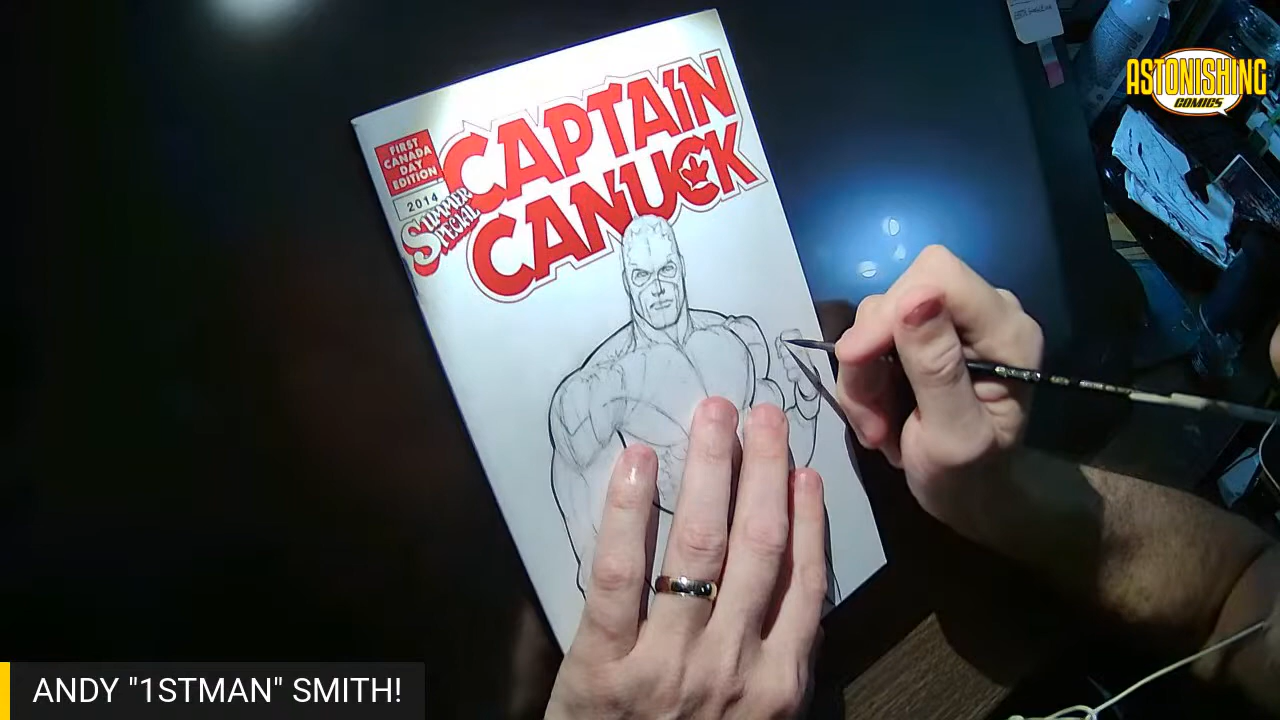 FIRST
CANADA
DAY
EDITION
2014
SUMMER
SPECIAL
CAPTAIN
CANUCK
ASTONISHING
COMICS
ANDY "1STMAN" SMITH!